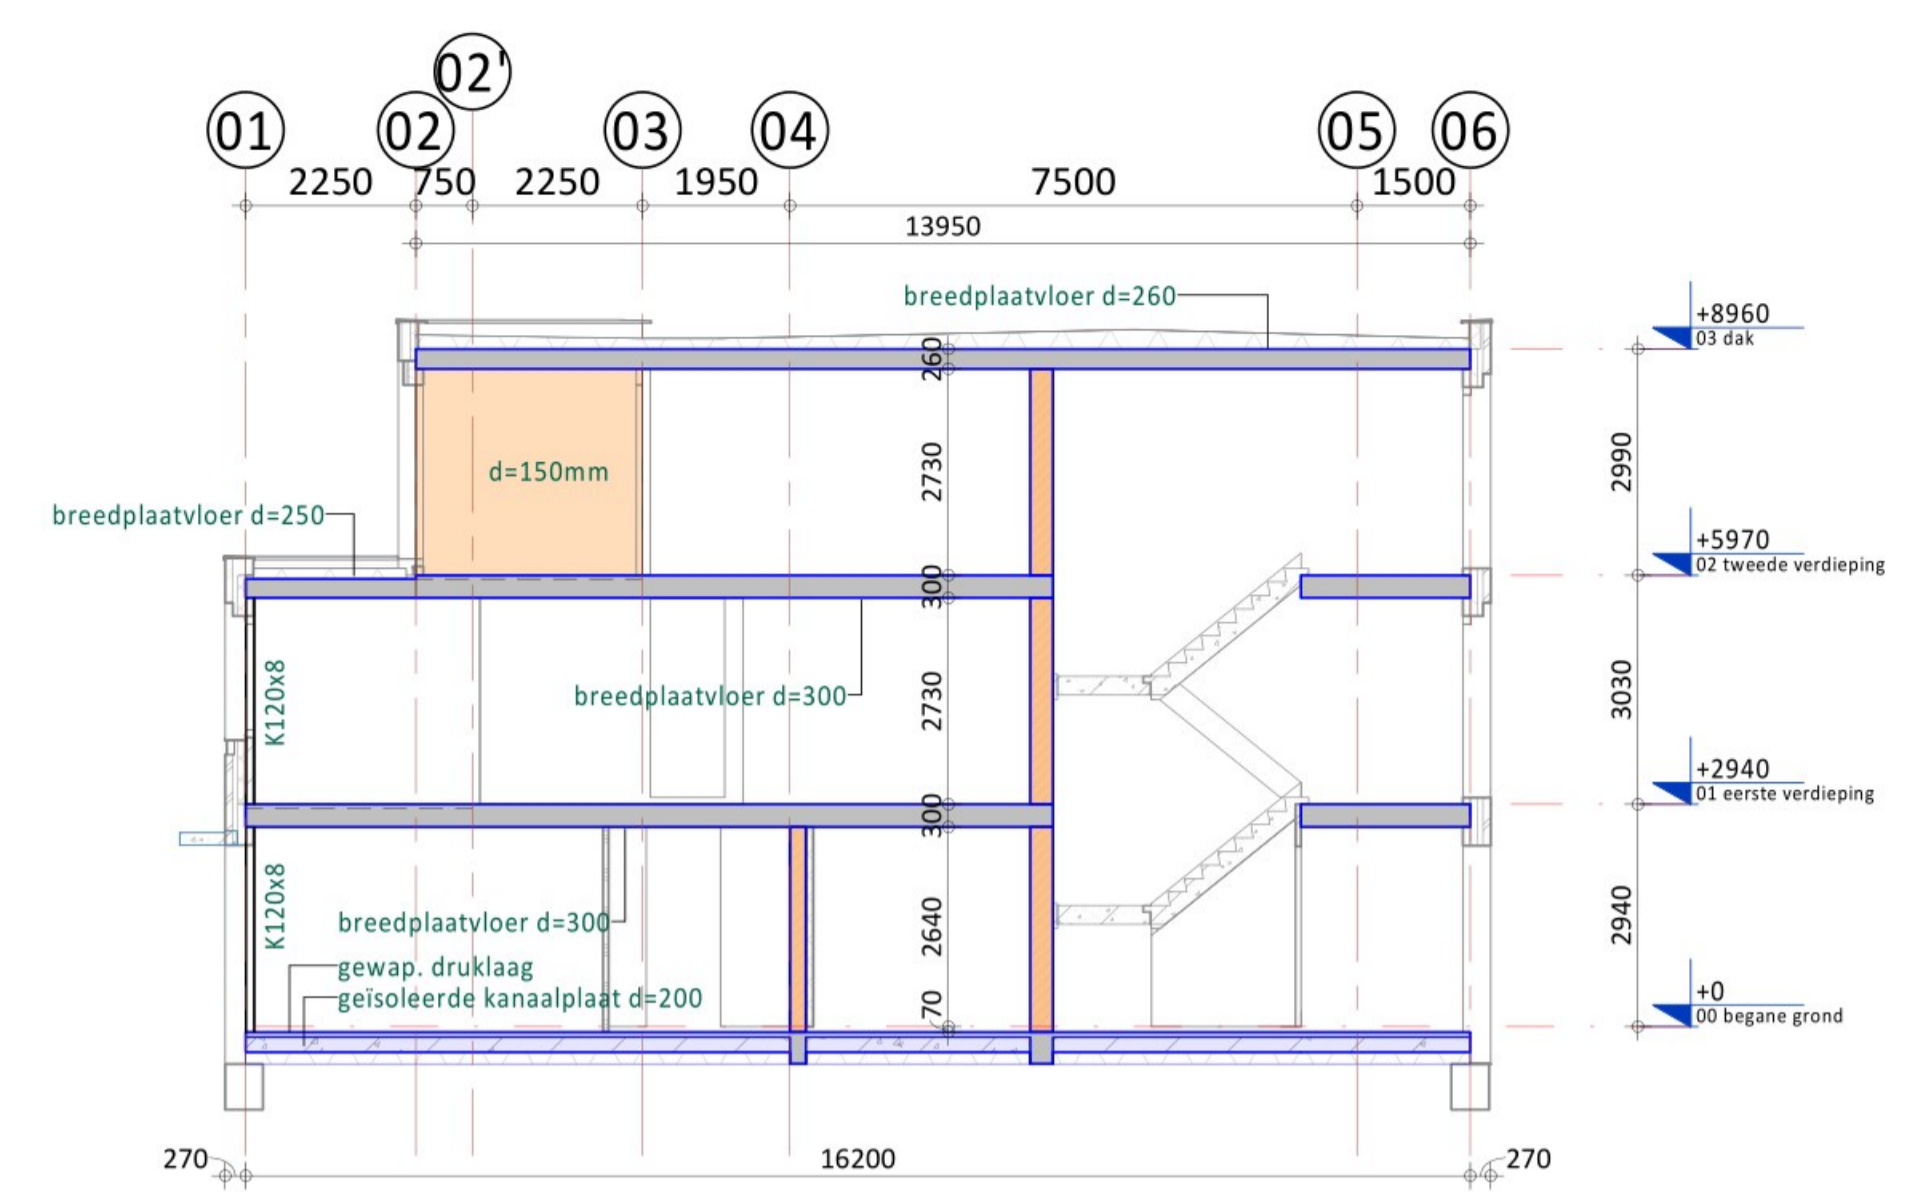 02'
01
02
03
04
05
06
2250
750
2250
1950
7500
1500
13950
breedplaatvloer d=260
+8960
03 dak
260
2990
2730
d=150mm
breedplaatvloer d=250
+5970
02 tweede verdieping
300
K120x8
breedplaatvloer d=300
2730
3030
+2940
01 eerste verdieping
300
K120x8
breedplaatvloer d=300
2640
2940
gewap. druklaag
geïsoleerde kanaalplaat d=200
70
+0
00 begane grond
270
16200
270